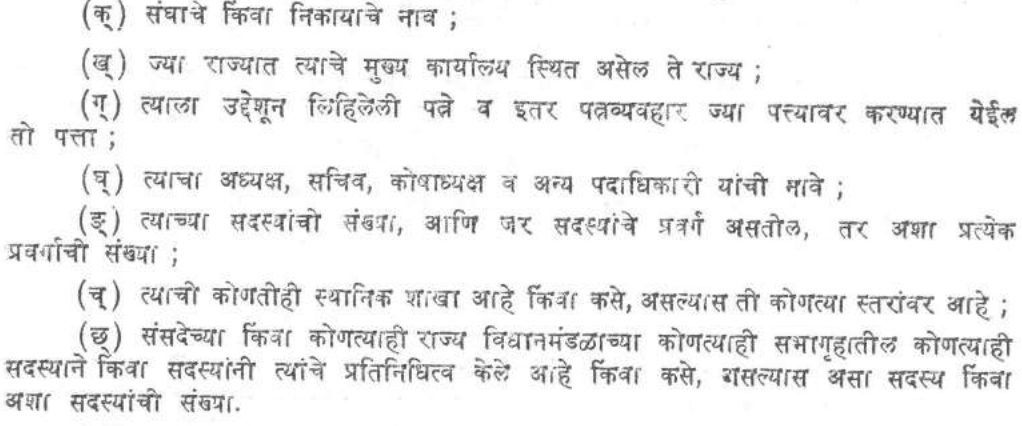 (क्) संघाचे किंवा निकायाचे नाव ;
(ख्) ज्या राज्यात त्याचे मुख्य कार्यालय स्थित असेल ते राज्य ;
(ग्) त्याला उद्देशून लिहिलेली पत्रे व इतर पत्रव्यवहार ज्या पत्त्यावर करण्यात येईल
तो पत्ता ;
(घ्) त्याचा अध्यक्ष, सचिव, कोषाध्यक्ष व अन्य पदाधिकारी यांची नावे ;
(ङ्) त्याच्या सदस्यांची संख्या, आणि जर सदस्यांचे प्रवर्ग असतील, तर अशा प्रत्येक
प्रवर्गाची संख्या ;
(च्) त्याची कोणतीही स्थानिक शाखा आहे किंवा कसे, असल्यास ती कोणत्या स्तरांवर आहे ;
(छ्) संसदेच्या किंवा कोणत्याही राज्य विधानमंडळाच्या कोणत्याही सभागृहातील कोणत्याही
सदस्याने किंवा सदस्यांनी त्यांचे प्रतिनिधित्व केले आहे किंवा कसे, असल्यास असा सदस्य किंवा
अशा सदस्यांची संख्या.